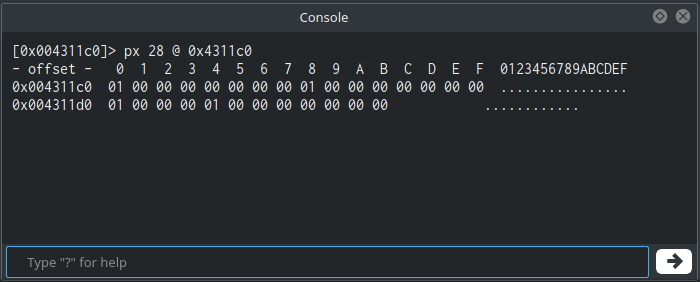 Console
[0x004311c0]> px 28 @ 0x4311c0
- offset -   0  1  2  3  4  5  6  7  8  9  A  B  C  D  E  F  0123456789ABCDEF
0x004311c0  01 00 00 00 00 00 00 00 01 00 00 00 00 00 00 00  ................
0x004311d0  01 00 00 00 01 00 00 00 00 00 00 00              ............
Type "?" for help